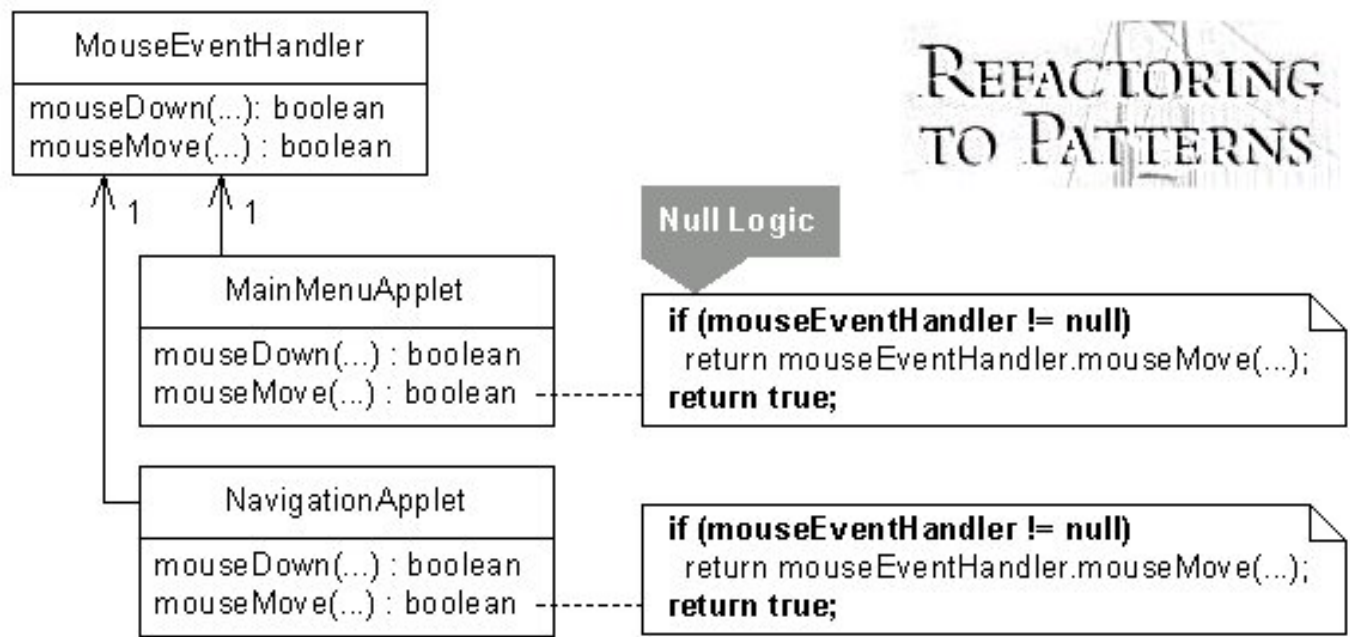 MouseEventHandler
mouseDown(...): boolean
mouseMove(...) : boolean
REFACTORING
TO PATTERNS
1
1
Null Logic
MainMenuApplet
mouseDown(...) : boolean
mouseMove(...) : boolean
if (mouseEventHandler != null)
return mouseEventHandler.mouseMove(...);
return true;
NavigationApplet
mouseDown(...) : boolean
mouseMove(...) : boolean
if (mouseEventHandler != null)
return mouseEventHandler.mouseMove(...);
return true;